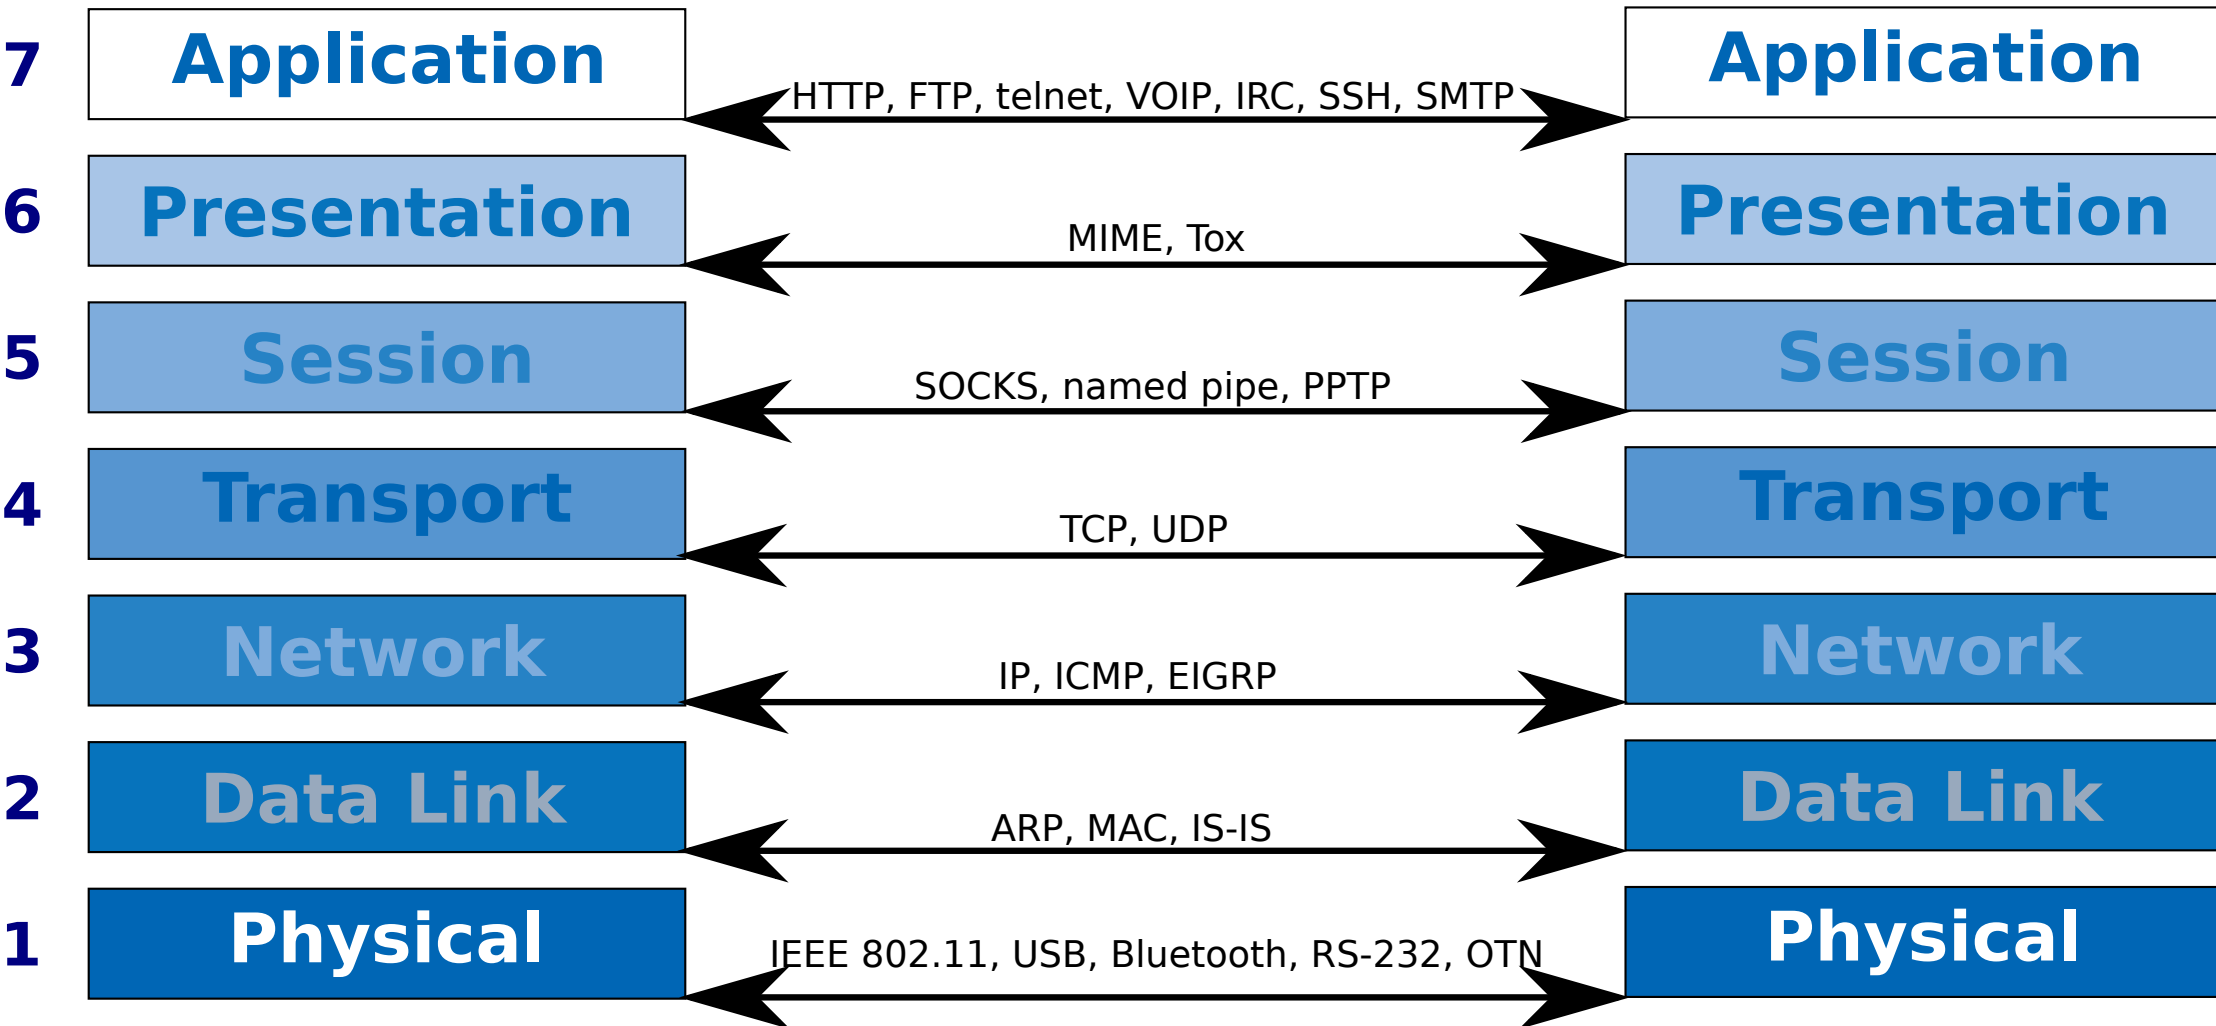 7 Application HTTP, FTP, telnet, VOIP, IRC, SSH, SMTP Application
6 Presentation MIME, Tox Presentation
5 Session SOCKS, named pipe, PPTP Session
4 Transport TCP, UDP Transport
3 Network IP, ICMP, EIGRP Network
2 Data Link ARP, MAC, IS-IS Data Link
1 Physical IEEE 802.11, USB, Bluetooth, RS-232, OTN Physical